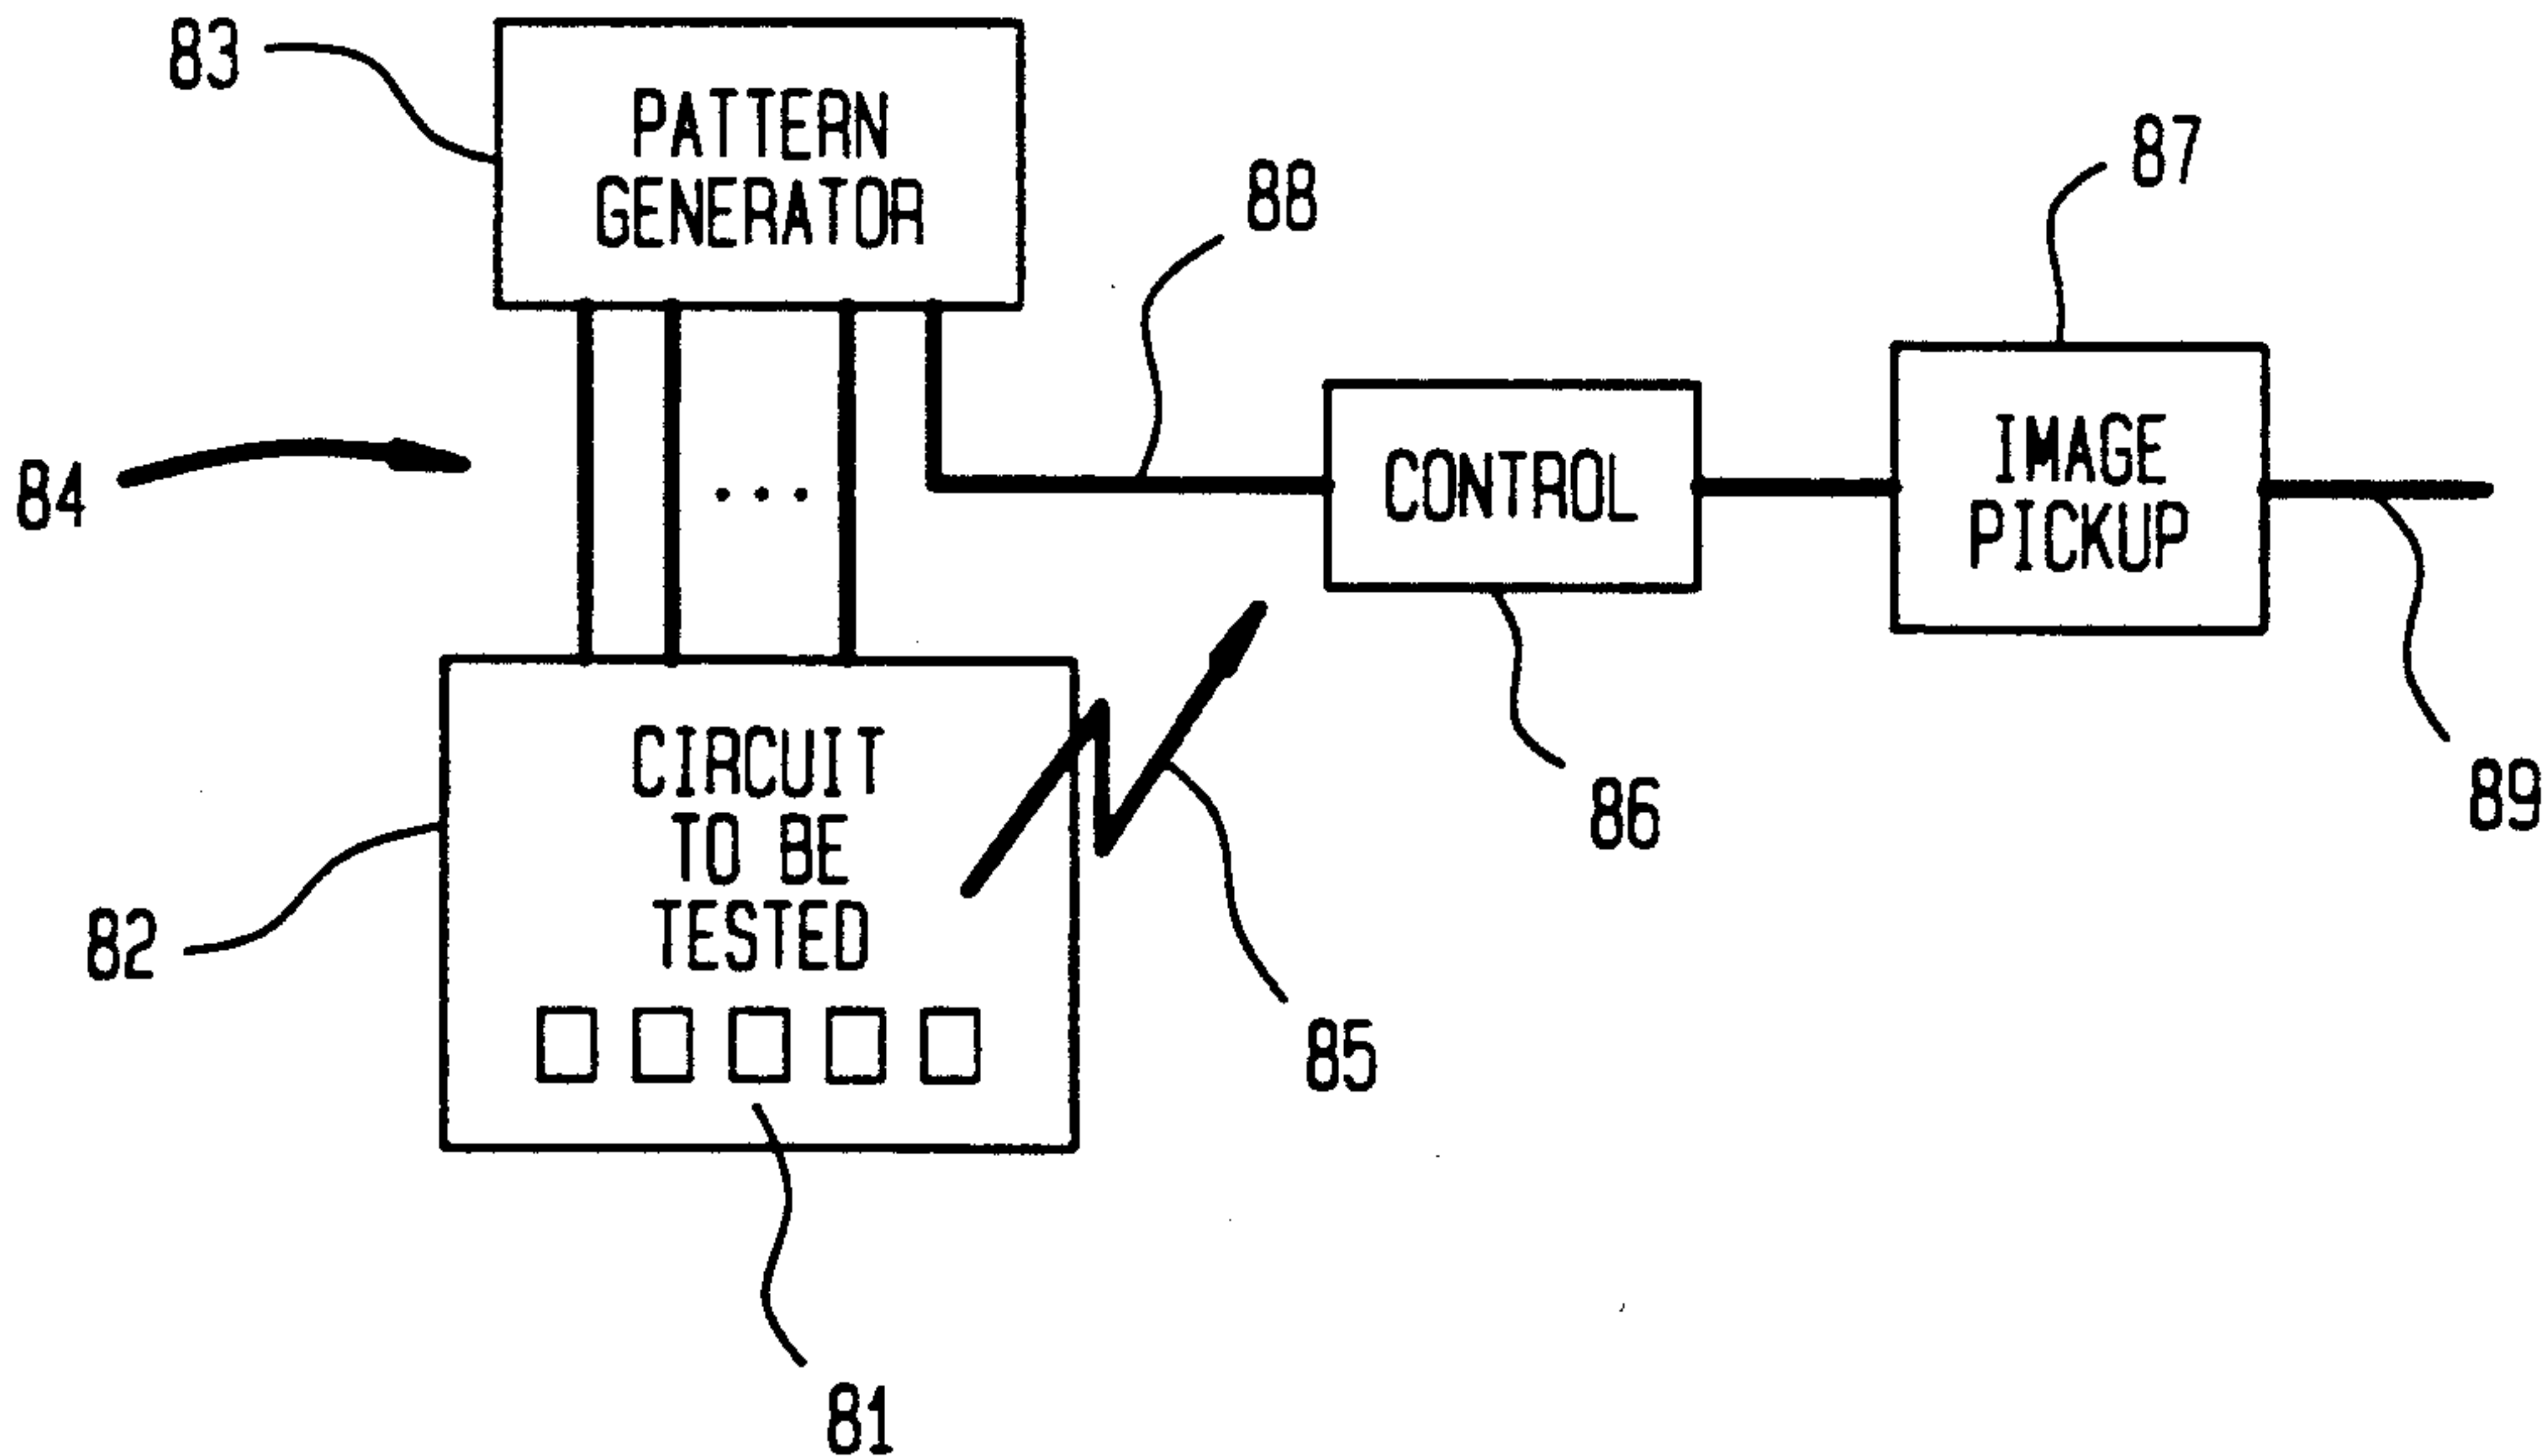 83
PATTERN
GENERATOR
88
87
84
...
CONTROL
IMAGE
PICKUP
82
CIRCUIT
TO BE
TESTED
86
89
85
81